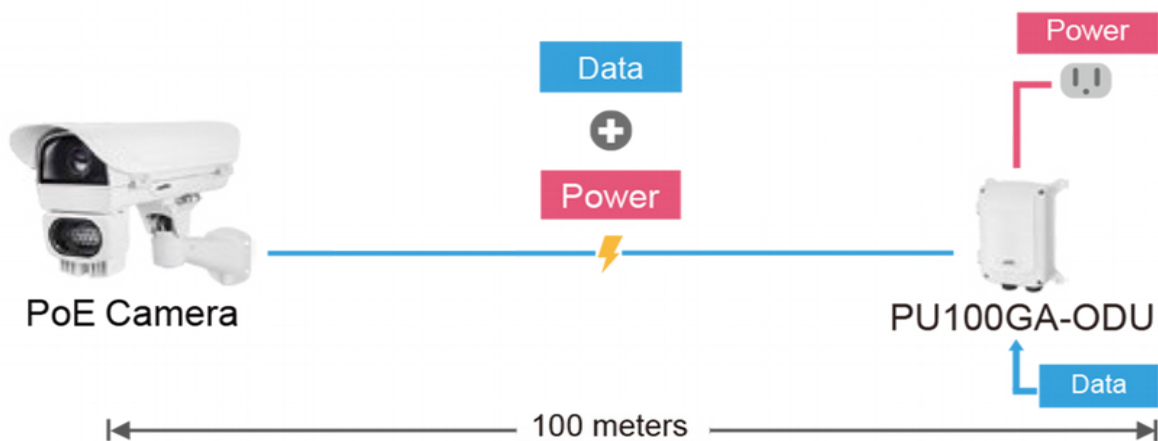 Power
Data
Power
PoE Camera
PU100GA-ODU
Data
100 meters